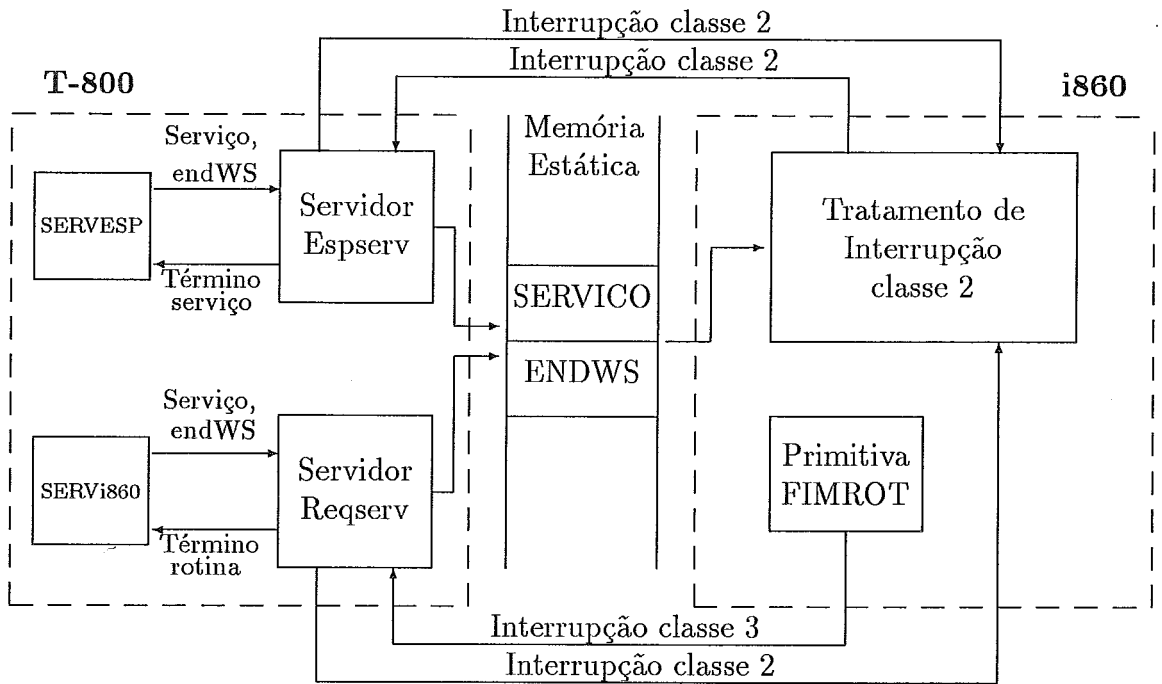 Interrupção classe 2
Interrupção classe 2
T-800
i860
Serviço,
endWS
SERVESP
Término
serviço
Servidor
Espserv
Memória
Estática
SERVICO
ENDWS
Tratamento de
Interrupção
classe 2
Serviço,
endWS
SERVi860
Término
rotina
Servidor
Reqserv
Primitiva
FIMROT
Interrupção classe 3
Interrupção classe 2